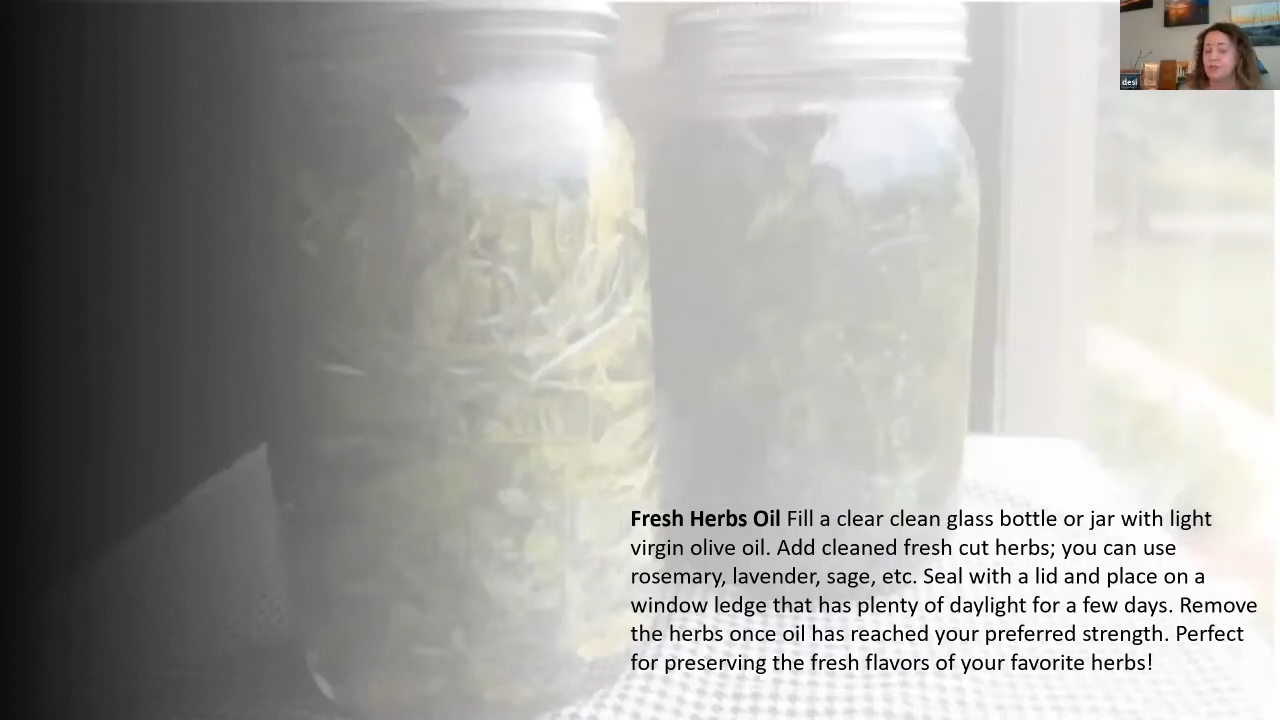 desi
Fresh Herbs Oil Fill a clear clean glass bottle or jar with light
virgin olive oil. Add cleaned fresh cut herbs; you can use
rosemary, lavender, sage, etc. Seal with a lid and place on a
window ledge that has plenty of daylight for a few days. Remove
the herbs once oil has reached your preferred strength. Perfect
for preserving the fresh flavors of your favorite herbs!